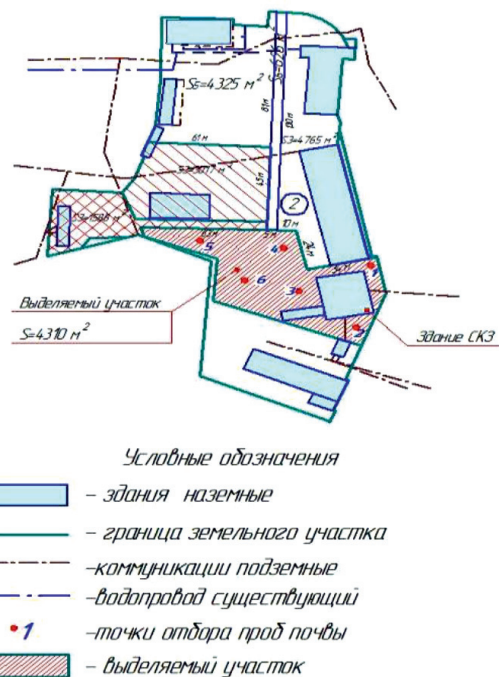 S5=4325 м²
61 м
81м
100 м
S3=4765 м²
45м
2
10 м
5
4
1
6
3
2
Выделяемый участок
S=4310 м²
Здание СКЗ
Условные обозначения
- здания наземные
- граница земельного участка
-коммуникации подземные
-водопровод существующий
1 -точки отбора проб почвы
- выделяемый участок